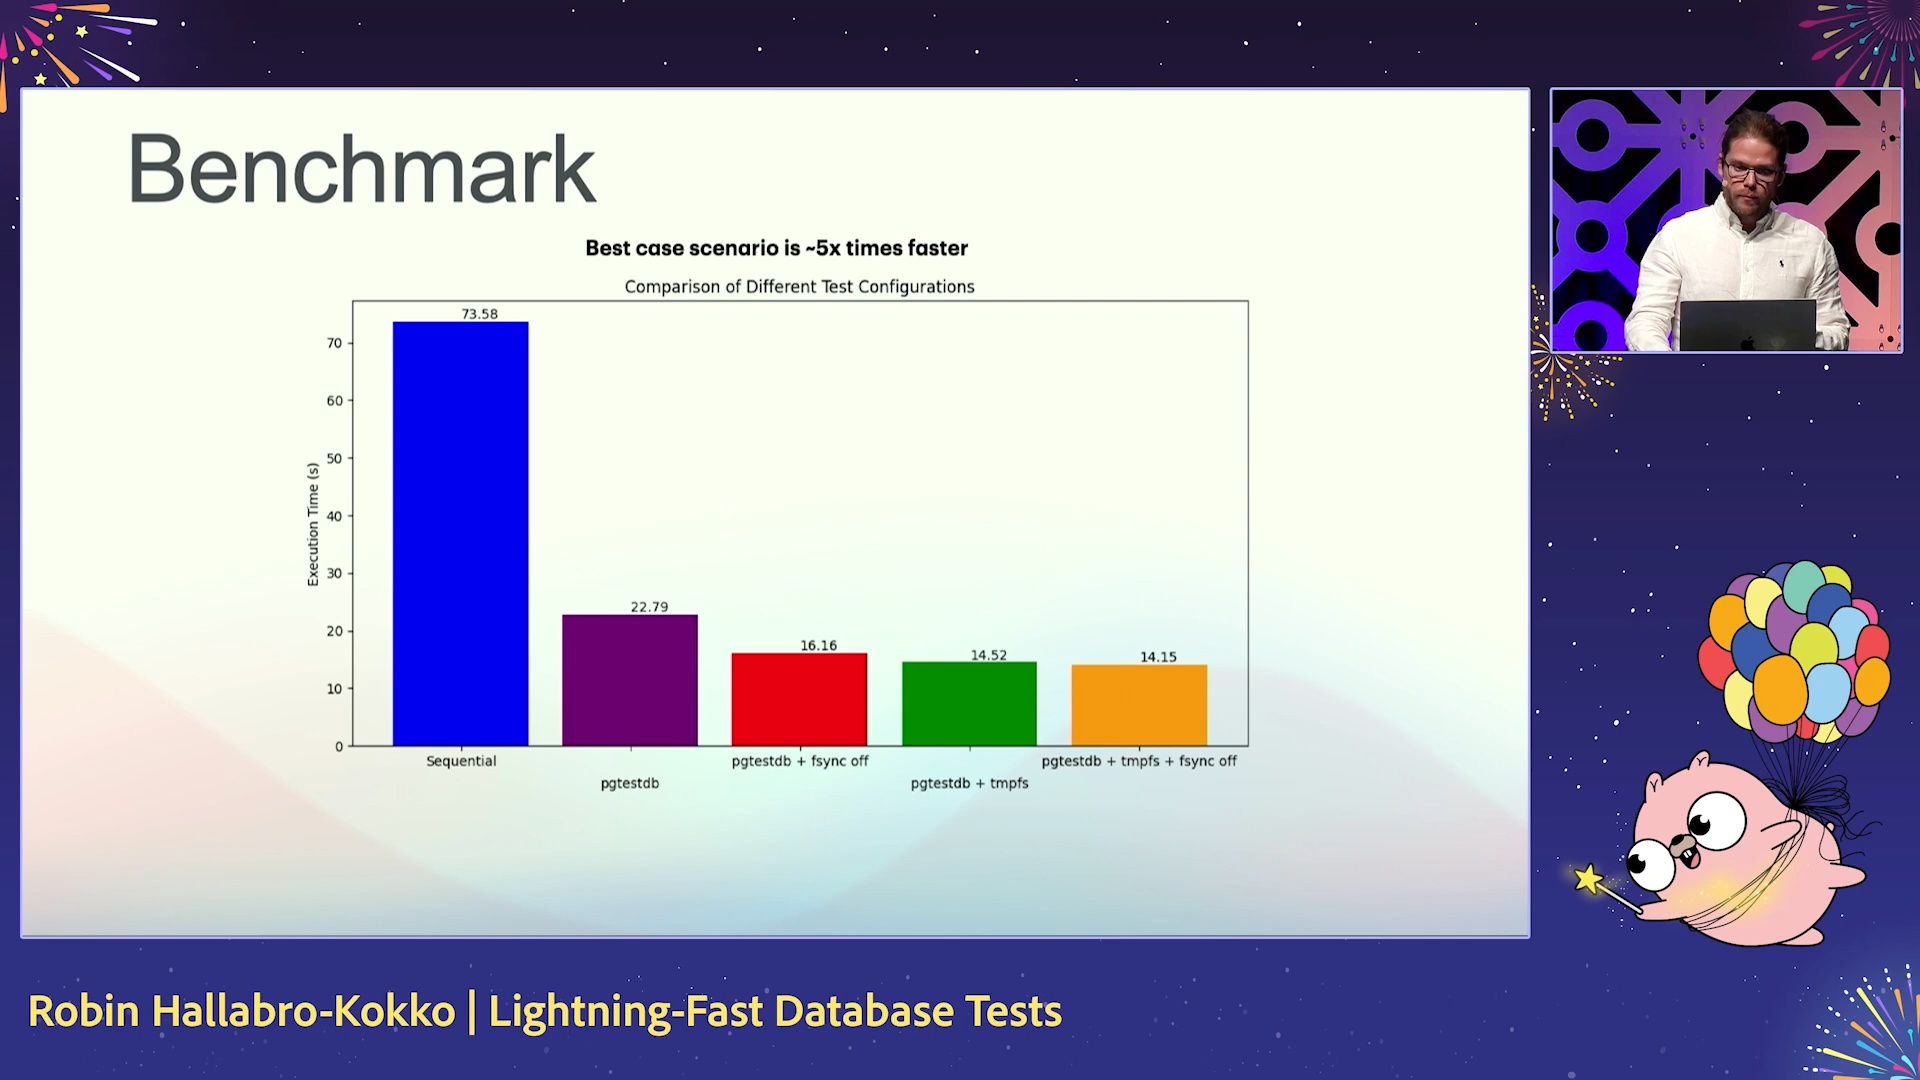 Benchmark
Best case scenario is ~5x times faster
Comparison of Different Test Configurations
Execution Time (s)
70
60
50
40
30
20
10
0
73.58
22.79
16.16
14.52
14.15
Sequential
pgtestdb
pgtestdb + fsync off
pgtestdb + tmpfs
pgtestdb + tmpfs + fsync off
Robin Hallabro-Kokko | Lightning-Fast Database Tests